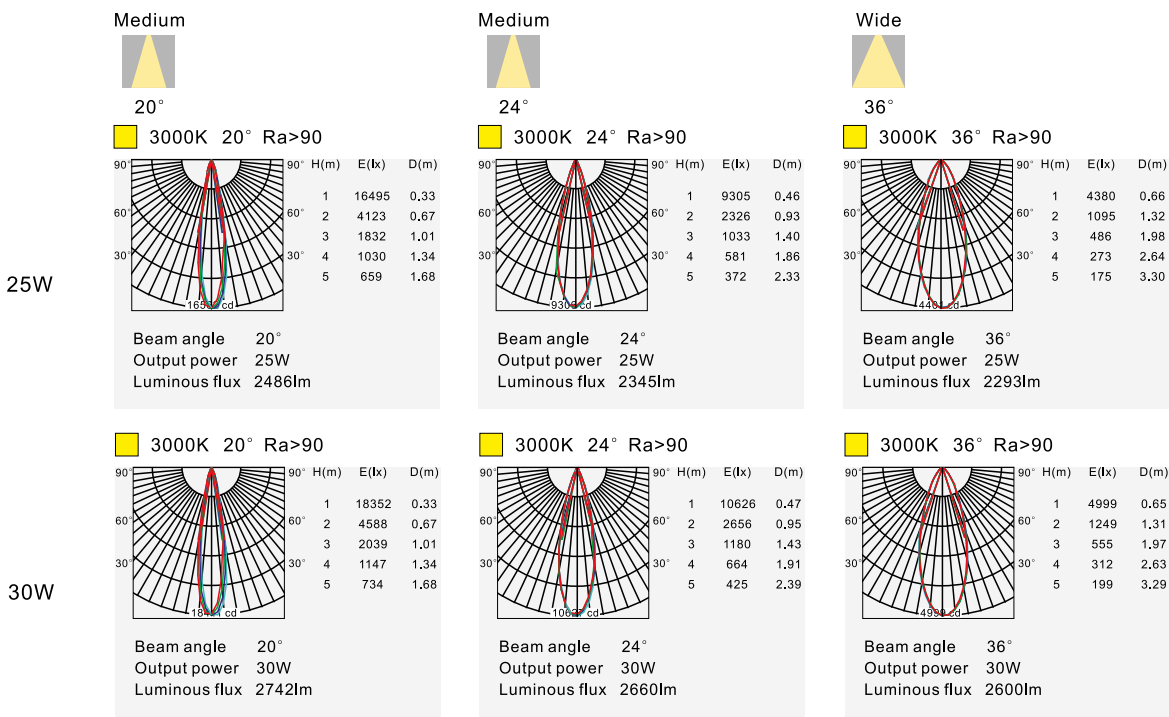 Medium
20°
Medium
24°
Wide
36°
25W
3000K 20° Ra>90
90° 90° H(m) E(lx) D(m)
1 16495 0.33
60° 60° 2 4123 0.67
3 1832 1.01
30° 30° 4 1030 1.34
5 659 1.68
cd
Beam angle 20°
Output power 25W
Luminous flux 2486lm
3000K 24° Ra>90
90° 90° H(m) E(lx) D(m)
1 9305 0.46
60° 60° 2 2326 0.93
3 1033 1.40
30° 30° 4 581 1.86
5 372 2.33
cd
Beam angle 24°
Output power 25W
Luminous flux 2345lm
3000K 36° Ra>90
90° 90° H(m) E(lx) D(m)
1 4380 0.66
60° 60° 2 1095 1.32
3 486 1.98
30° 30° 4 273 2.64
5 175 3.30
cd
Beam angle 36°
Output power 25W
Luminous flux 2293lm
30W
3000K 20° Ra>90
90° 90° H(m) E(lx) D(m)
1 18352 0.33
60° 60° 2 4588 0.67
3 2039 1.01
30° 30° 4 1147 1.34
5 734 1.68
cd
Beam angle 20°
Output power 30W
Luminous flux 2742lm
3000K 24° Ra>90
90° 90° H(m) E(lx) D(m)
1 10626 0.47
60° 60° 2 2656 0.95
3 1180 1.43
30° 30° 4 664 1.91
5 425 2.39
cd
Beam angle 24°
Output power 30W
Luminous flux 2660lm
3000K 36° Ra>90
90° 90° H(m) E(lx) D(m)
1 4999 0.65
60° 60° 2 1249 1.31
3 555 1.97
30° 30° 4 312 2.63
5 199 3.29
cd
Beam angle 36°
Output power 30W
Luminous flux 2600lm